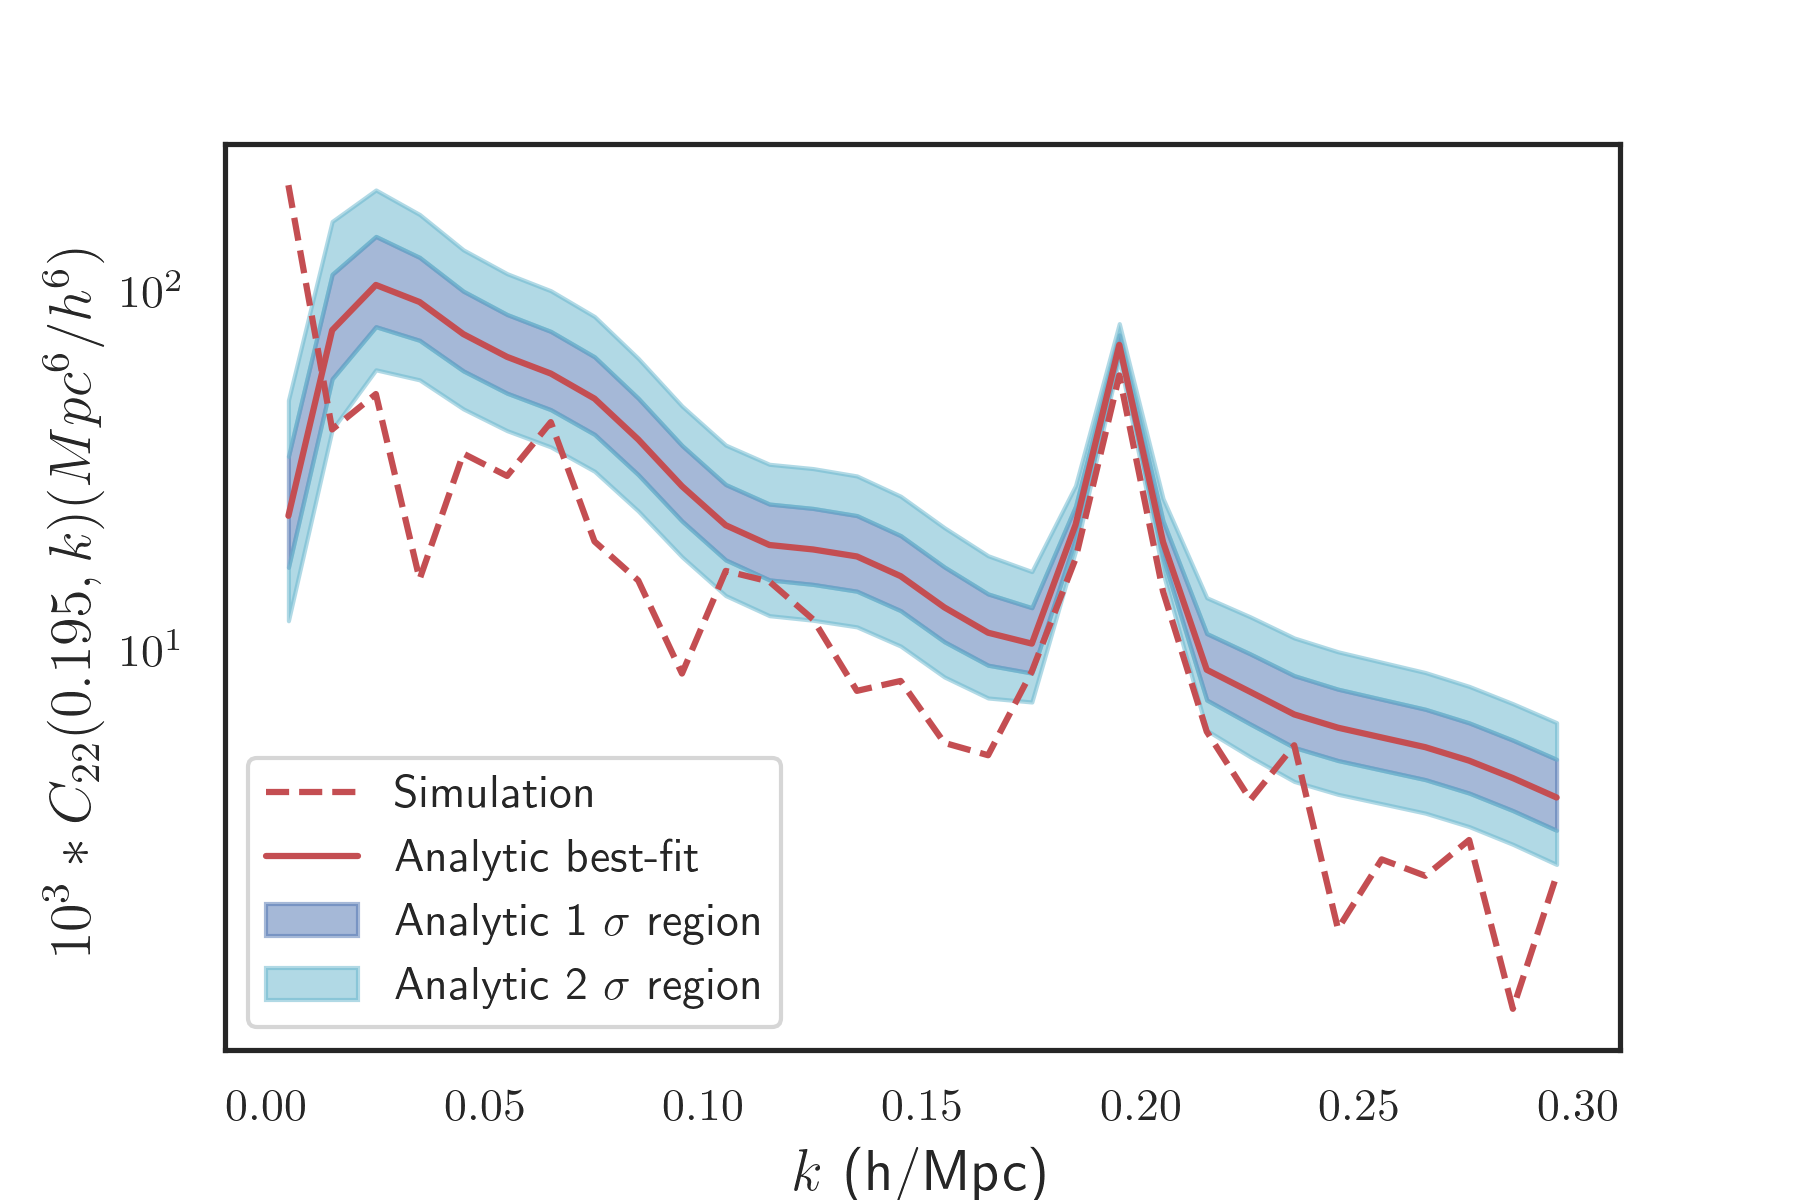 10³ * C₂₂(0.195, k)(Mpc⁶/h⁶)
10²
10¹
Simulation
Analytic best-fit
Analytic 1 σ region
Analytic 2 σ region
0.00 0.05 0.10 0.15 0.20 0.25 0.30
k (h/Mpc)